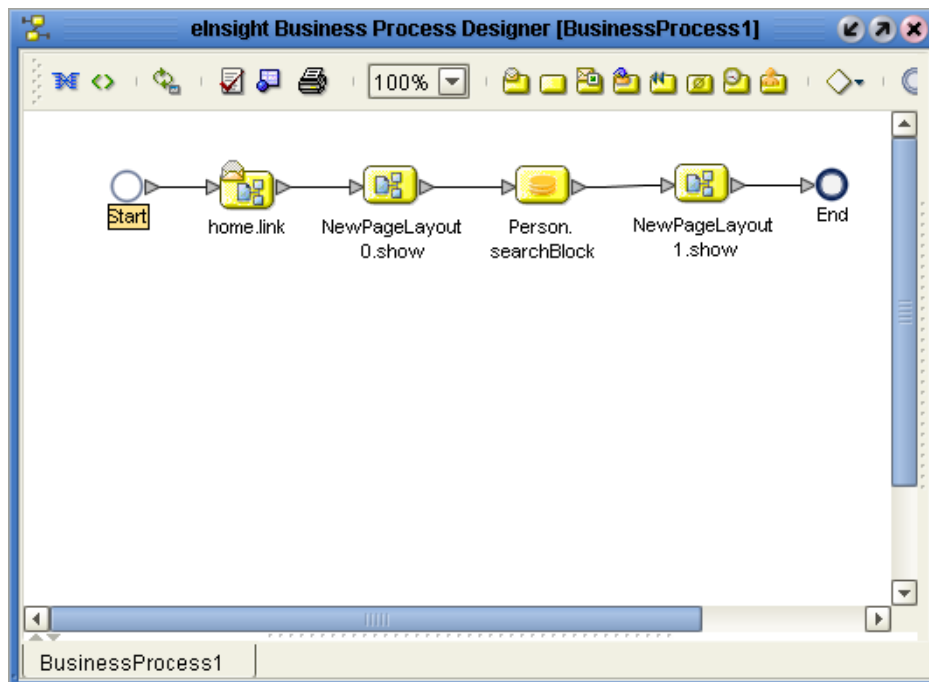 eInsight Business Process Designer [BusinessProcess1]
100%
Start
home.link
NewPageLayout
0.show
Person.
searchBlock
NewPageLayout
1.show
End
BusinessProcess1